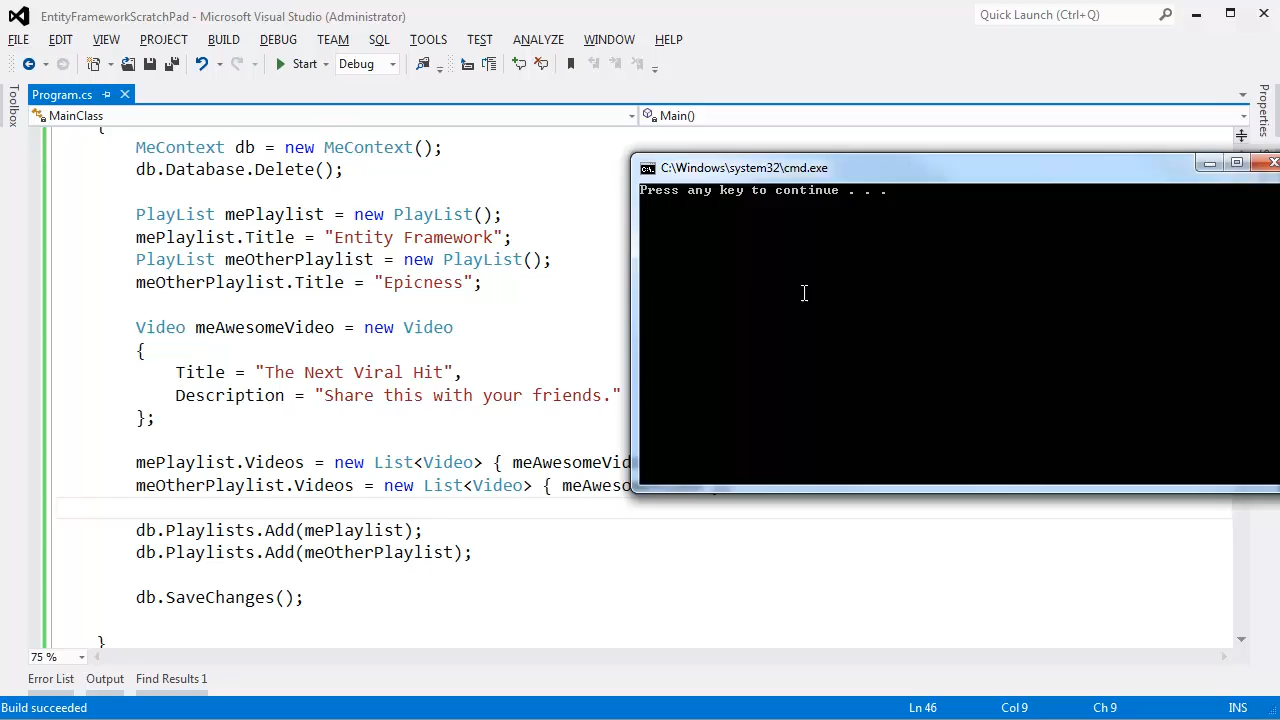 EntityFrameworkScratchPad - Microsoft Visual Studio (Administrator)
Quick Launch (Ctrl+Q)
FILE EDIT VIEW PROJECT BUILD DEBUG TEAM SQL TOOLS TEST ANALYZE WINDOW HELP
Start Debug
Toolbox
Program.cs
Properties
MainClass Main()
{
MeContext db = new MeContext();
db.Database.Delete();
PlayList mePlaylist = new PlayList();
mePlaylist.Title = "Entity Framework";
PlayList meOtherPlaylist = new PlayList();
meOtherPlaylist.Title = "Epicness";
Video meAwesomeVideo = new Video
{
Title = "The Next Viral Hit",
Description = "Share this with your friends."
};
mePlaylist.Videos = new List<Video> { meAwesomeVid
meOtherPlaylist.Videos = new List<Video> { meAwes
db.Playlists.Add(mePlaylist);
db.Playlists.Add(meOtherPlaylist);
db.SaveChanges();
}
C:\Windows\system32\cmd.exe
Press any key to continue . . .
75 %
Error List Output Find Results 1
Build succeeded Ln 46 Col 9 Ch 9 INS